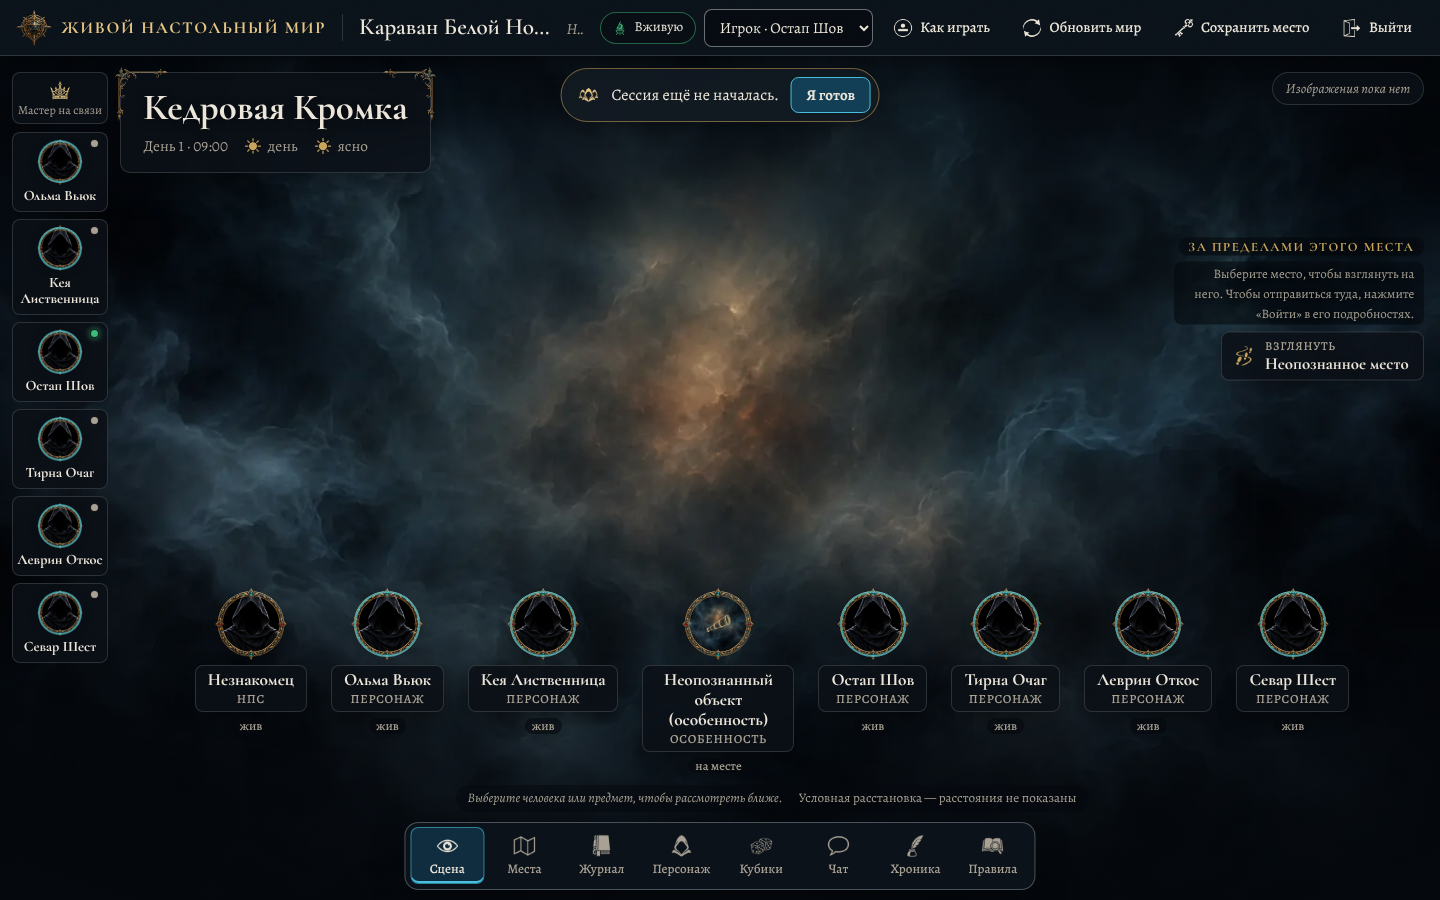 ЖИВОЙ НАСТОЛЬНЫЙ МИР
Караван Белой Но...
Н..
Вживую
Игрок · Остап Шов
Как играть
Обновить мир
Сохранить место
Выйти
Мастер на связи
Ольма Вьюк
Кея
Лиственница
Остап Шов
Тирна Очаг
Леврин Откос
Севар Шест
Кедровая Кромка
День 1 · 09:00
день
ясно
Сессия ещё не началась.
Я готов
Изображения пока нет
ЗА ПРЕДЕЛАМИ ЭТОГО МЕСТА
Выберите место, чтобы взглянуть на
него. Чтобы отправиться туда, нажмите
«Войти» в его подробностях.
ВЗГЛЯНУТЬ
Неопознанное место
Незнакомец
НПС
жив
Ольма Вьюк
ПЕРСОНАЖ
жив
Кея Лиственница
ПЕРСОНАЖ
жив
Неопознанный
объект
(особенность)
ОСОБЕННОСТЬ
на месте
Остап Шов
ПЕРСОНАЖ
жив
Тирна Очаг
ПЕРСОНАЖ
жив
Леврин Откос
ПЕРСОНАЖ
жив
Севар Шест
ПЕРСОНАЖ
жив
Выберите человека или предмет, чтобы рассмотреть ближе.
Условная расстановка — расстояния не показаны
Сцена
Места
Журнал
Персонаж
Кубики
Чат
Хроника
Правила